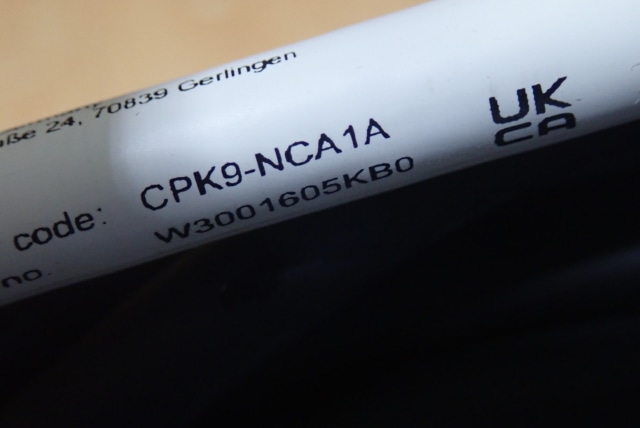 aße 24, 70839 Gerlingen
code: CPK9-NCA1A
no. W3001605KB0
UK
CA